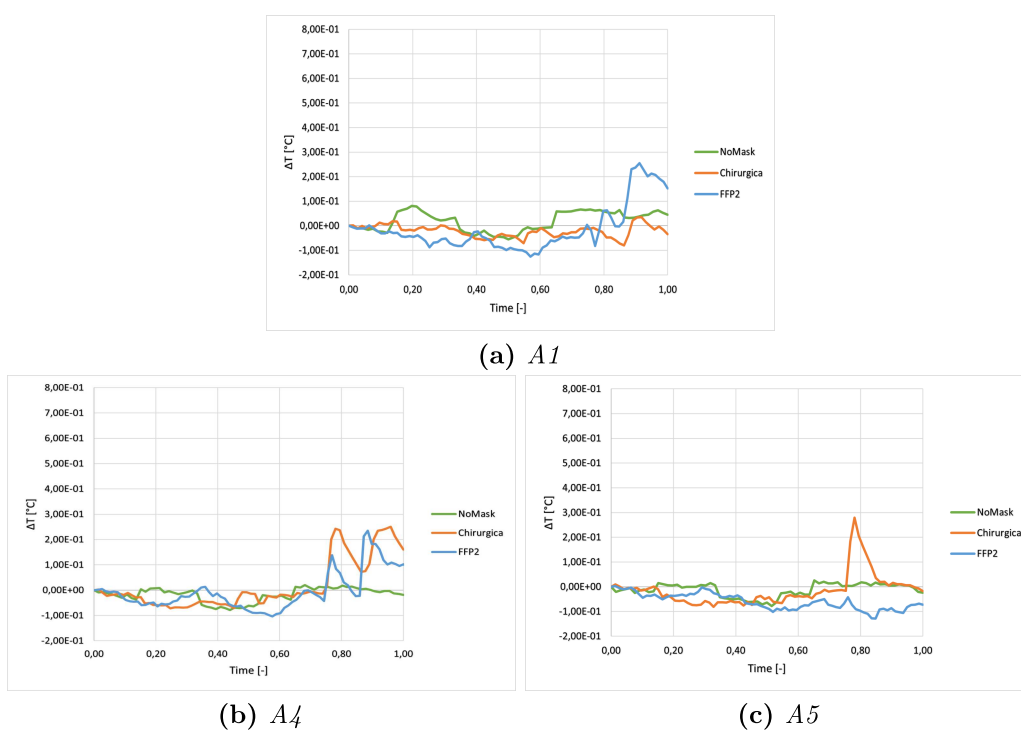 8,00E-01
7,00E-01
6,00E-01
5,00E-01
4,00E-01
3,00E-01
2,00E-01
1,00E-01
0,00E+00
-1,00E-01
-2,00E-01
ΔT [°C]
0,00 0,20 0,40 0,60 0,80 1,00
Time [-]
NoMask
Chirurgica
FFP2
(a) A1
8,00E-01
7,00E-01
6,00E-01
5,00E-01
4,00E-01
3,00E-01
2,00E-01
1,00E-01
0,00E+00
-1,00E-01
-2,00E-01
ΔT [°C]
0,00 0,20 0,40 0,60 0,80 1,00
Time [-]
NoMask
Chirurgica
FFP2
(b) A4
8,00E-01
7,00E-01
6,00E-01
5,00E-01
4,00E-01
3,00E-01
2,00E-01
1,00E-01
0,00E+00
-1,00E-01
-2,00E-01
ΔT [°C]
0,00 0,20 0,40 0,60 0,80 1,00
Time [-]
NoMask
Chirurgica
FFP2
(c) A5